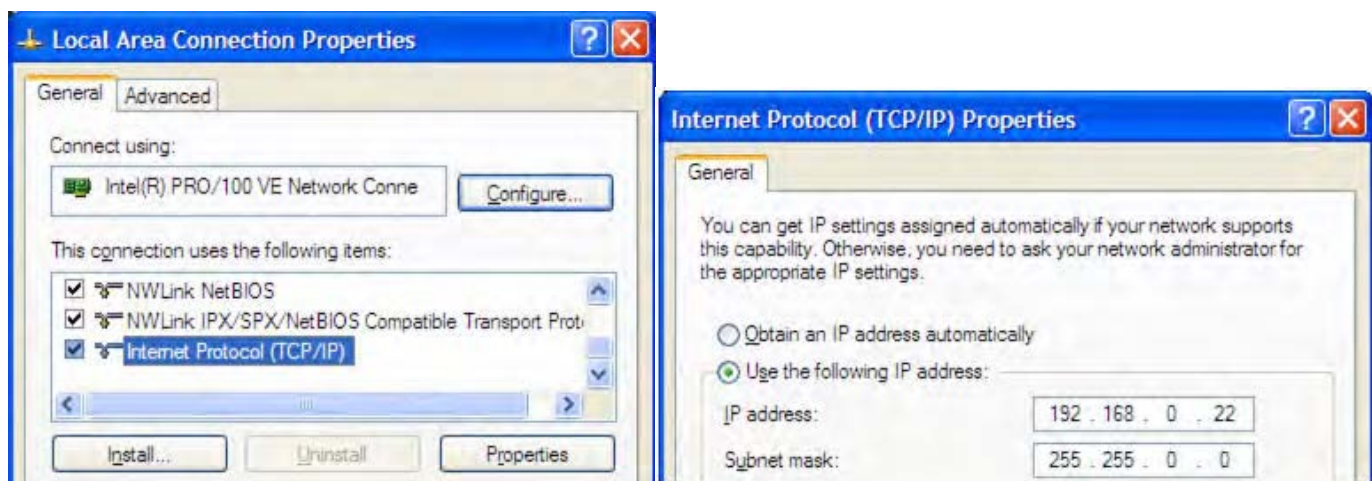 Local Area Connection Properties
General Advanced
Connect using:
Intel(R) PRO/100 VE Network Conne
Configure...
This connection uses the following items:
NWLink NetBIOS
NWLink IPX/SPX/NetBIOS Compatible Transport Prot
Internet Protocol (TCP/IP)
Install... Uninstall Properties
Internet Protocol (TCP/IP) Properties
General
You can get IP settings assigned automatically if your network supports
this capability. Otherwise, you need to ask your network administrator for
the appropriate IP settings.
Obtain an IP address automatically
Use the following IP address:
IP address: 192 . 168 . 0 . 22
Subnet mask: 255 . 255 . 0 . 0